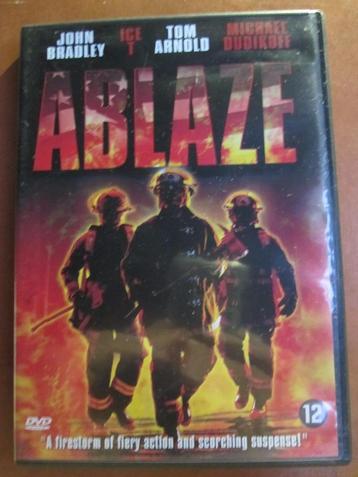 JOHN BRADLEY
ICE T
TOM ARNOLD
MICHAEL DUDIKOFF
ABLAZE
12
DVD
"A firestorm of fiery action and scorching suspense!"